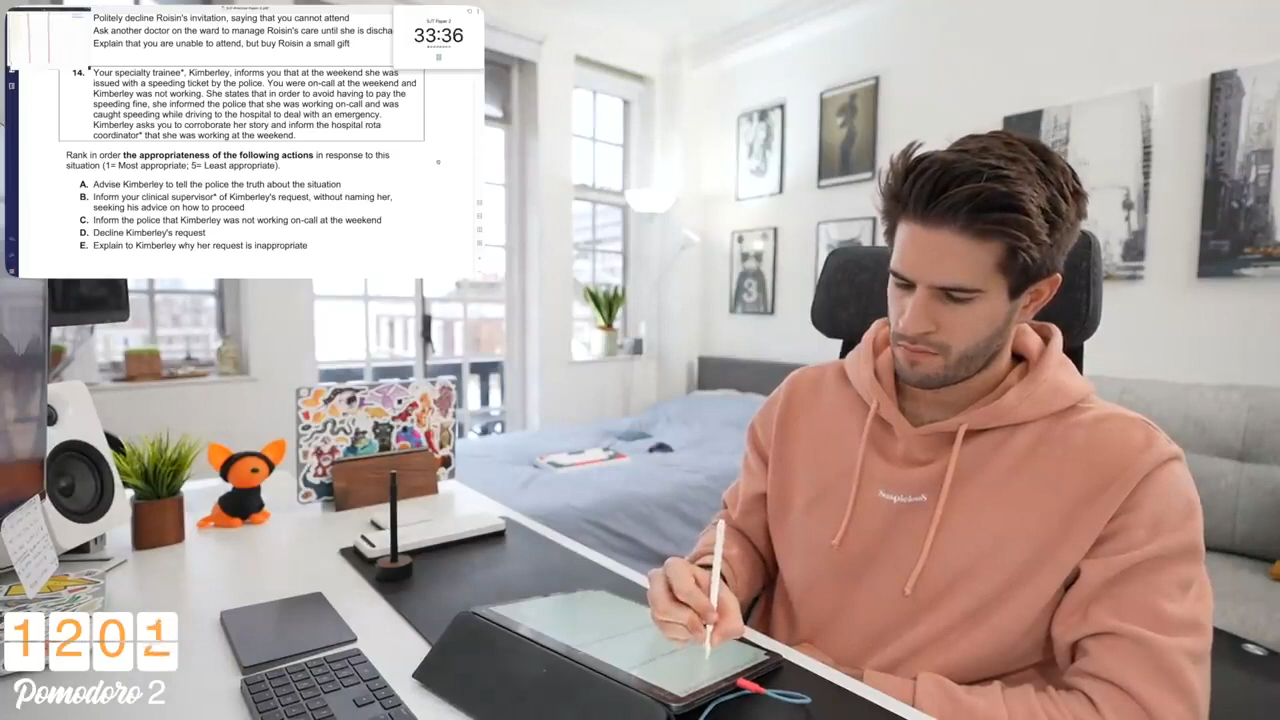 Politely decline Roisin's invitation, saying that you cannot attend
Ask another doctor on the ward to manage Roisin's care until she is discha
Explain that you are unable to attend, but buy Roisin a small gift
SJT Paper 2
33:36
14. Your specialty trainee*, Kimberley, informs you that at the weekend she was
issued with a speeding ticket by the police. You were on-call at the weekend and
Kimberley was not working. She states that in order to avoid having to pay the
speeding fine, she informed the police that she was working on-call and was
caught speeding while driving to the hospital to deal with an emergency.
Kimberley asks you to corroborate her story and inform the hospital rota
coordinator* that she was working at the weekend.
Rank in order the appropriateness of the following actions in response to this
situation (1= Most appropriate; 5= Least appropriate).
A. Advise Kimberley to tell the police the truth about the situation
B. Inform your clinical supervisor* of Kimberley's request, without naming her,
seeking his advice on how to proceed
C. Inform the police that Kimberley was not working on-call at the weekend
D. Decline Kimberley's request
E. Explain to Kimberley why her request is inappropriate
3
Suspicious
1201
Pomodoro 2